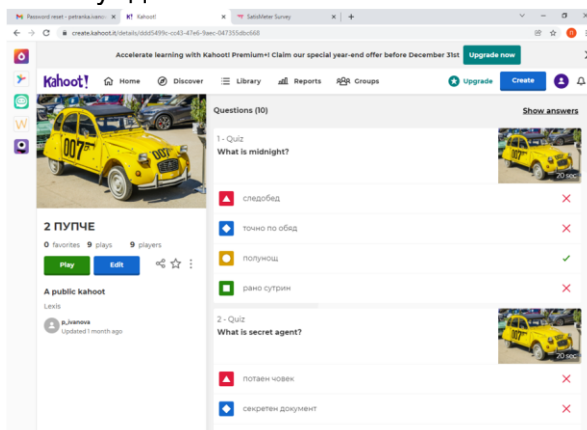 Password reset - petranka.ivano
Kahoot!
SatisMeter Survey
create.kahoot.it/details/ddd5499c-cc43-47e6-9aec-047355dbc668
Accelerate learning with Kahoot! Premium+! Claim our special year-end offer before December 31st
Upgrade now
Kahoot!
Home
Discover
Library
Reports
Groups
Upgrade
Create
007
2 ПУПЧЕ
0 favorites 9 plays 9 players
Play
Edit
A public kahoot
Lexis
p_ivanova
Updated 1 month ago
Questions (10)
Show answers
1 - Quiz
What is midnight?
20 sec
следобед
точно по обяд
полунощ
рано сутрин
2 - Quiz
What is secret agent?
20 sec
потаен човек
секретен документ